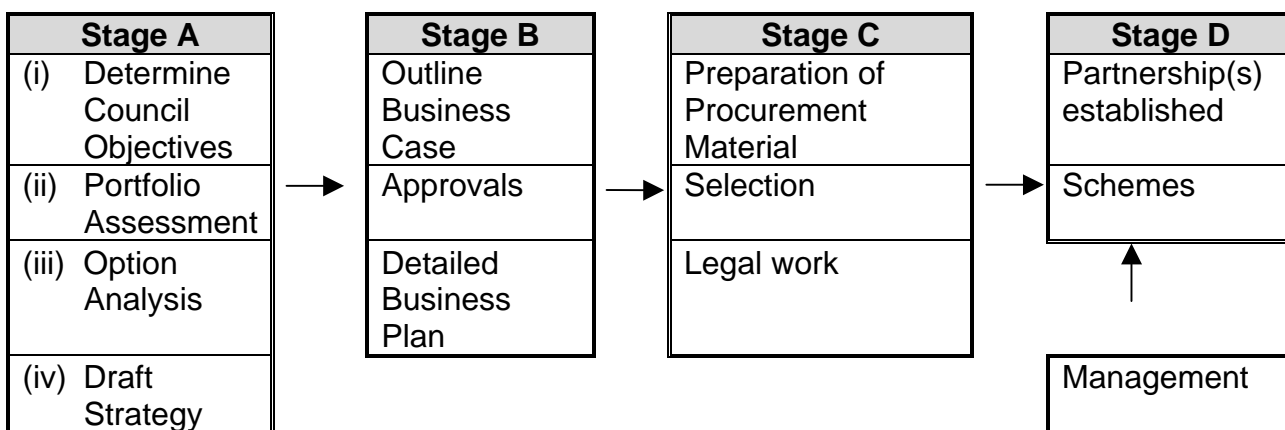 Stage A
(i) Determine
Council
Objectives
(ii) Portfolio
Assessment
(iii) Option
Analysis
(iv) Draft
Strategy
Stage B
Outline
Business
Case
Approvals
Detailed
Business
Plan
Stage C
Preparation of
Procurement
Material
Selection
Legal work
Stage D
Partnership(s)
established
Schemes
Management